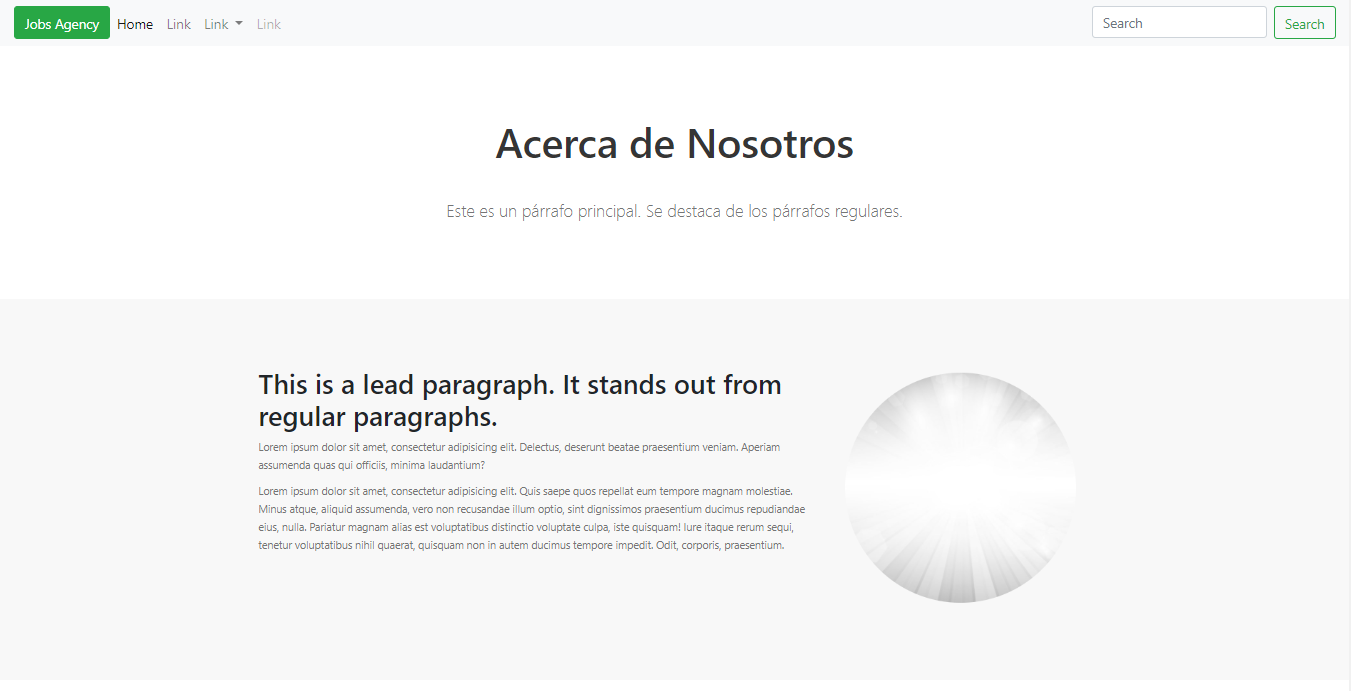 Jobs Agency Home Link Link Link Search Search
Acerca de Nosotros
Este es un párrafo principal. Se destaca de los párrafos regulares.
This is a lead paragraph. It stands out from
regular paragraphs.
Lorem ipsum dolor sit amet, consectetur adipisicing elit. Delectus, deserunt beatae praesentium veniam. Aperiam
assumenda quas qui officiis, minima laudantium?
Lorem ipsum dolor sit amet, consectetur adipisicing elit. Quis saepe quos repellat eum tempore magnam molestiae.
Minus atque, aliquid assumenda, vero non recusandae illum optio, sint dignissimos praesentium ducimus repudiandae
eius, nulla. Pariatur magnam alias est voluptatibus distinctio voluptate culpa, iste quisquam! Iure itaque rerum sequi,
tenetur voluptatibus nihil quaerat, quisquam non in autem ducimus tempore impedit. Odit, corporis, praesentium.